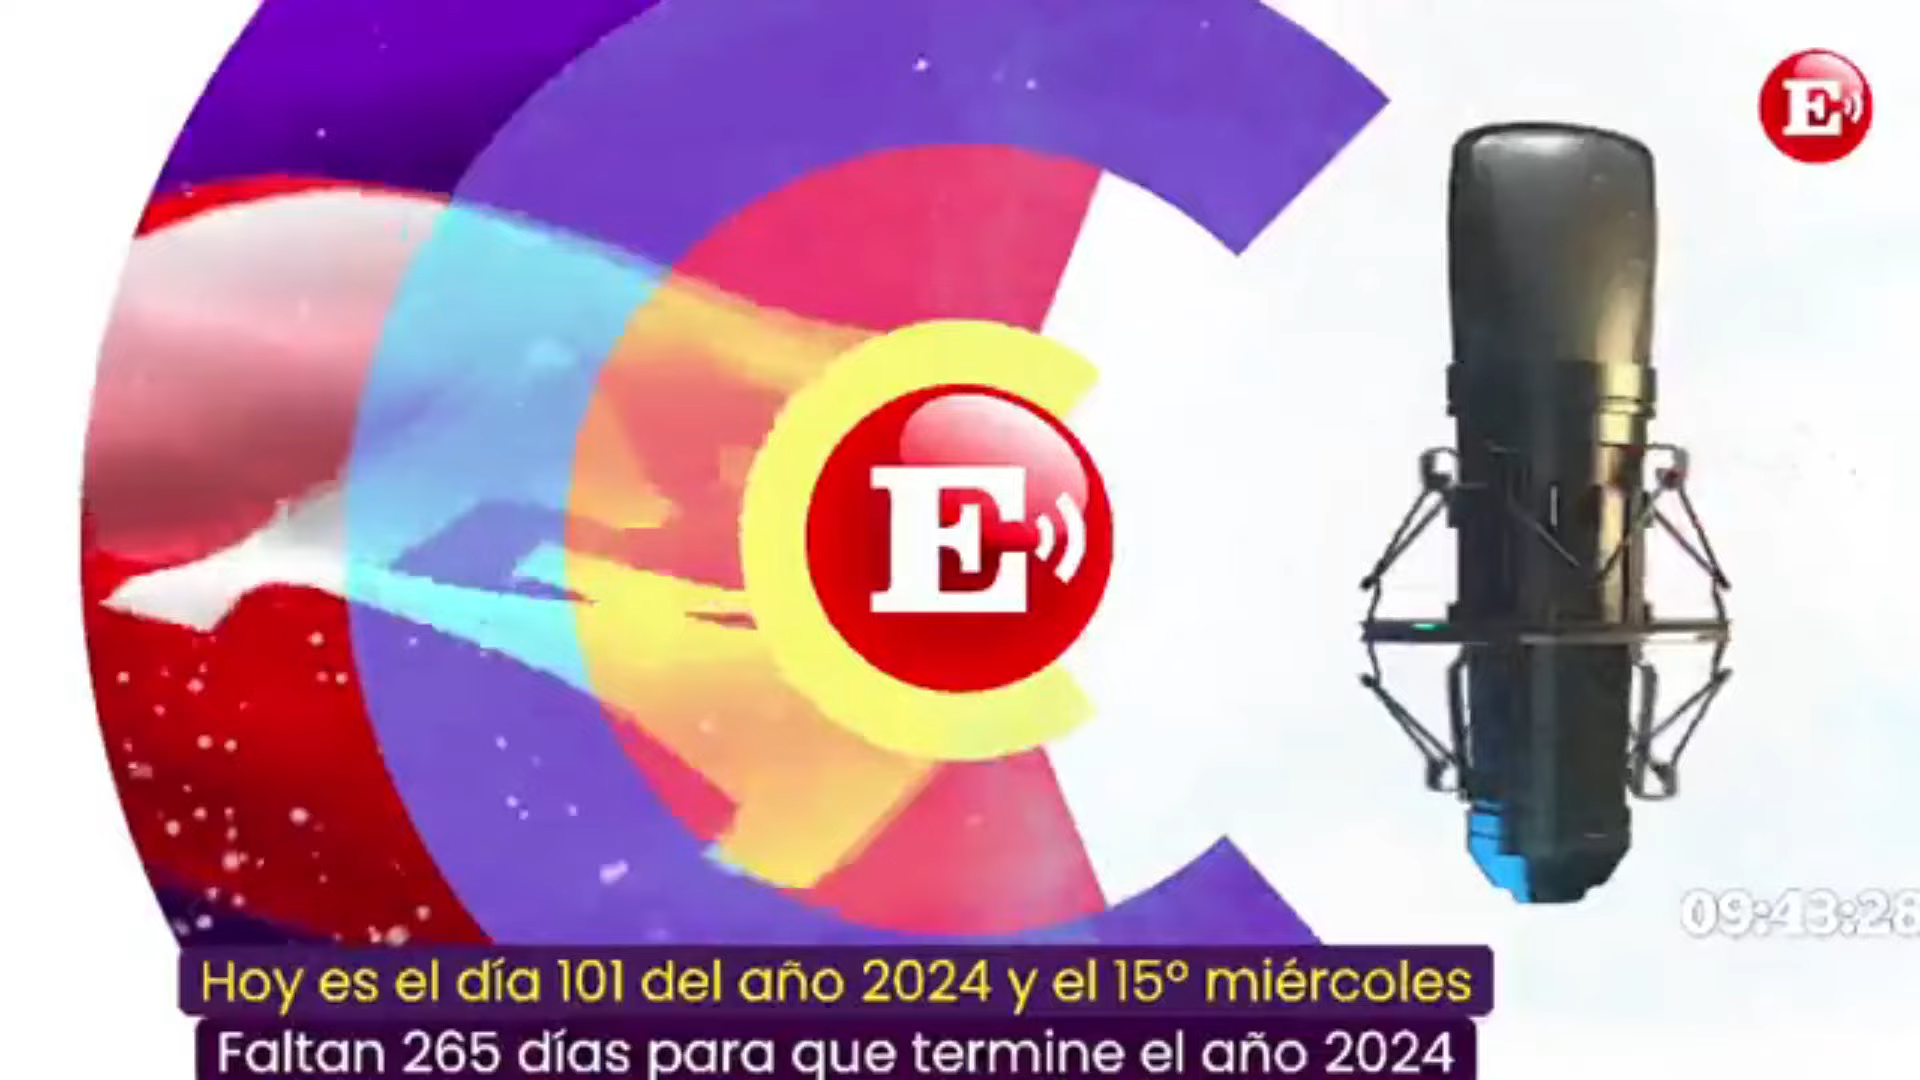 E
E
09:43:28
Hoy es el día 101 del año 2024 y el 15º miércoles
Faltan 265 días para que termine el año 2024